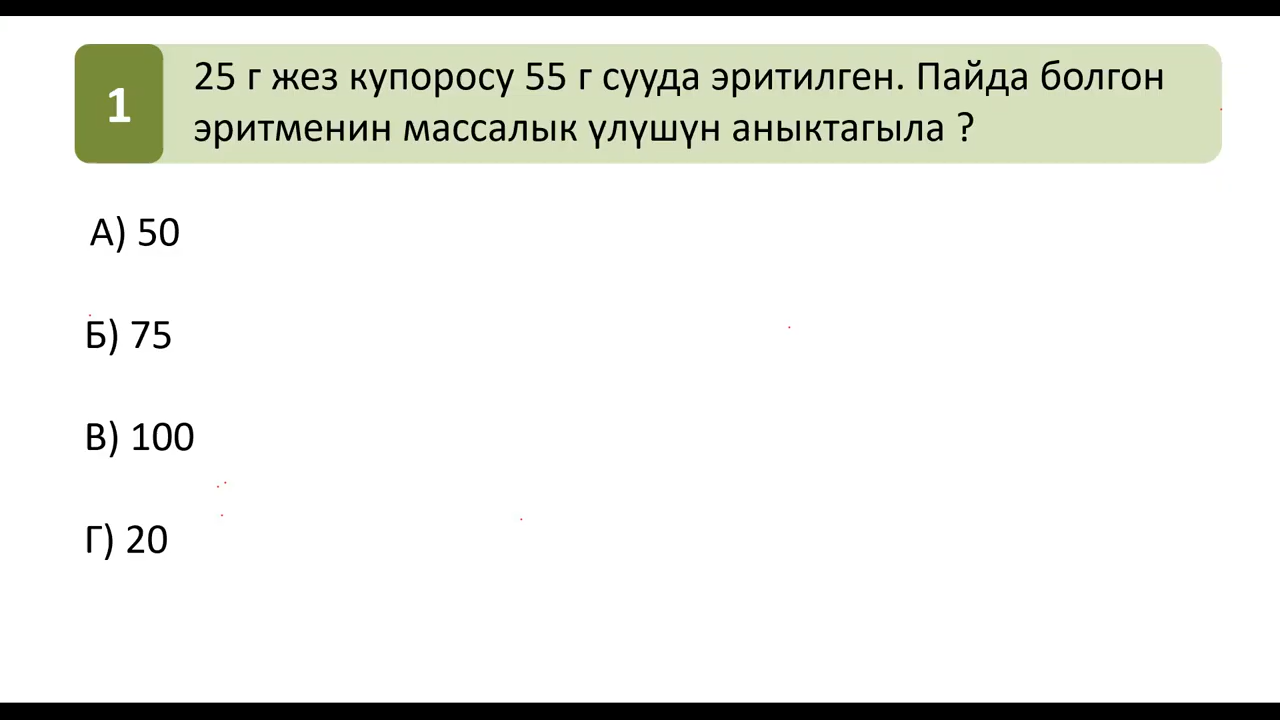 1
25 г жез купоросу 55 г сууда эритилген. Пайда болгон
эритменин массалык үлүшүн аныктагыла ?
А) 50
Б) 75
В) 100
Г) 20